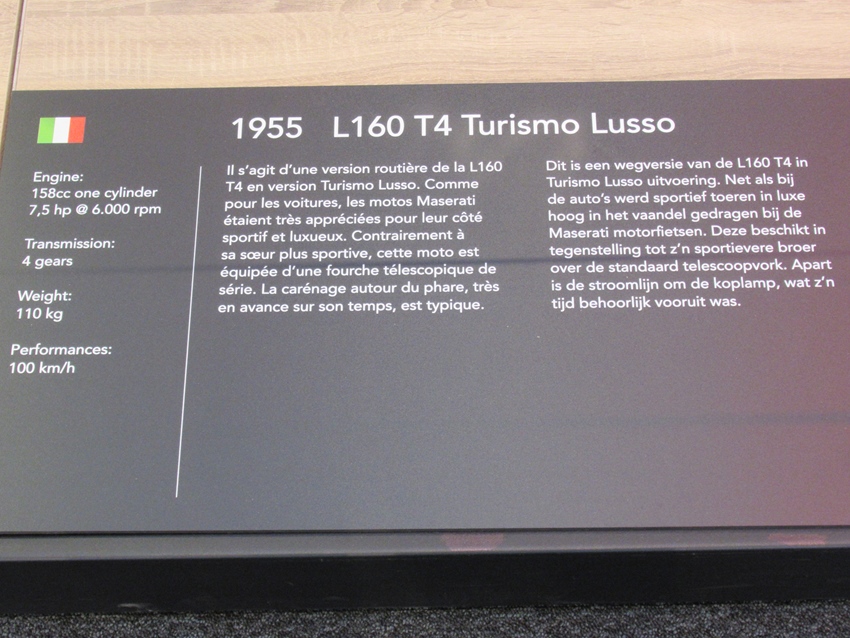 1955 L160 T4 Turismo Lusso
Engine:
158cc one cylinder
7,5 hp @ 6.000 rpm
Transmission:
4 gears
Weight:
110 kg
Performances:
100 km/h
Il s'agit d'une version routière de la L160
T4 en version Turismo Lusso. Comme
pour les voitures, les motos Maserati
étaient très appréciées pour leur côté
sportif et luxueux. Contrairement à
sa sœur plus sportive, cette moto est
équipée d'une fourche télescopique de
série. La carénage autour du phare, très
en avance sur son temps, est typique.
Dit is een wegversie van de L160 T4 in
Turismo Lusso uitvoering. Net als bij
de auto's werd sportief toeren in luxe
hoog in het vaandel gedragen bij de
Maserati motorfietsen. Deze beschikt in
tegenstelling tot z'n sportievere broer
over de standaard telescoopvork. Apart
is de stroomlijn om de koplamp, wat z'n
tijd behoorlijk vooruit was.